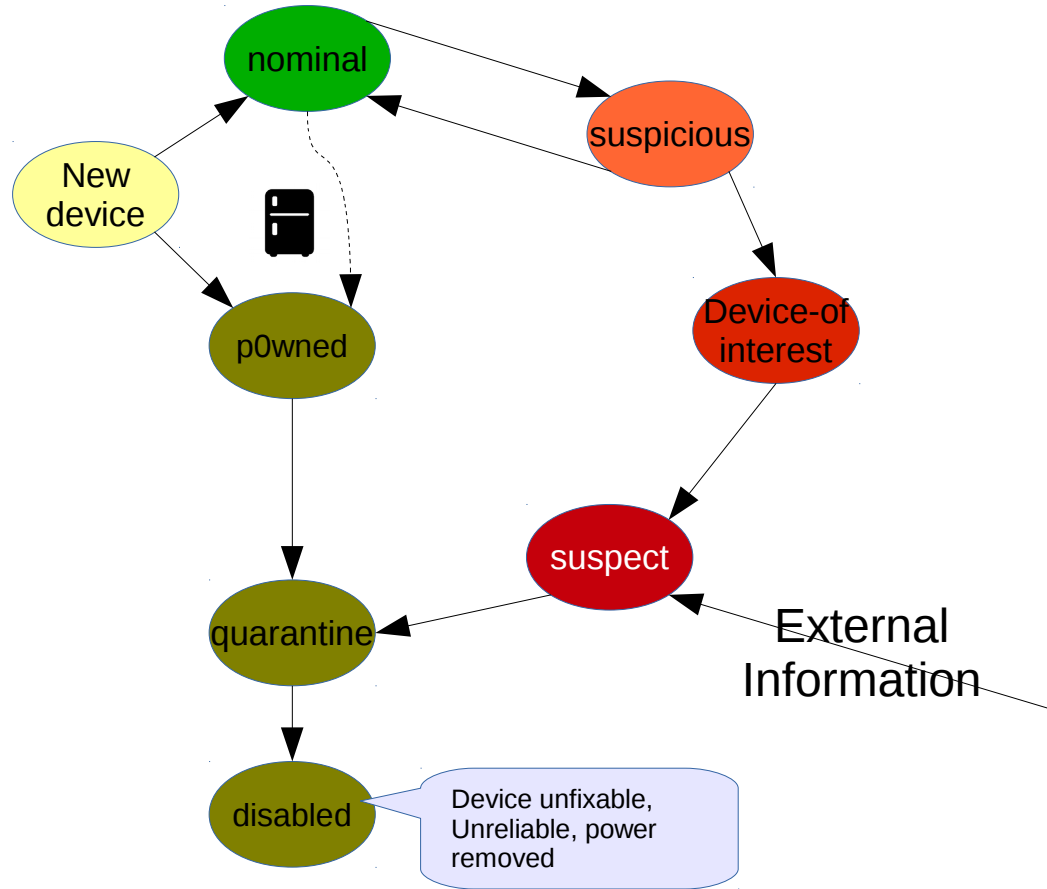 nominal
suspicious
New
device
Device-of
interest
p0wned
suspect
quarantine
External
Information
disabled
Device unfixable,
Unreliable, power
removed